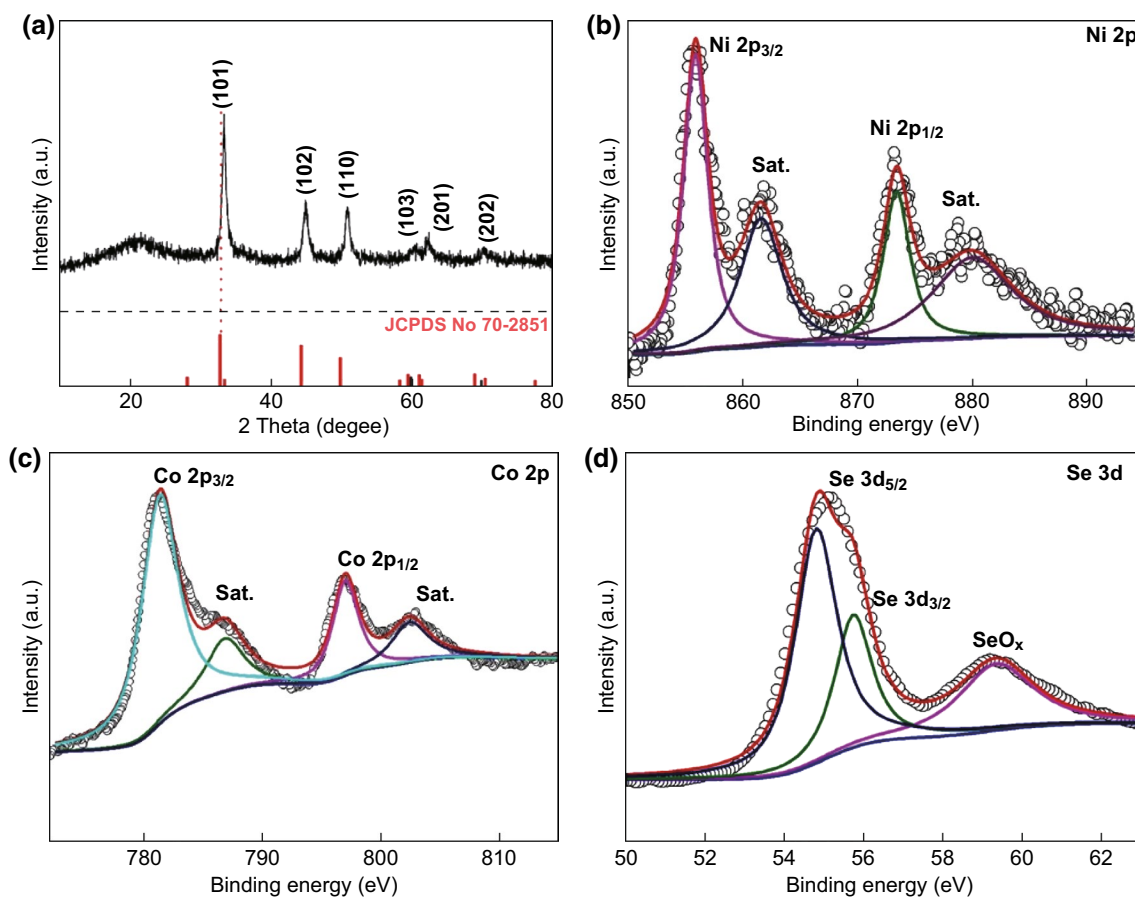 (a)
Intensity (a.u.)
(101)
(102)
(110)
(103)
(201)
(202)
JCPDS No 70-2851
20 40 60 80
2 Theta (degee)
(b)
Ni 2p
Intensity (a.u.)
Ni 2p3/2
Sat.
Ni 2p1/2
Sat.
850 860 870 880 890
Binding energy (eV)
(c)
Co 2p
Intensity (a.u.)
Co 2p3/2
Sat.
Co 2p1/2
Sat.
780 790 800 810
Binding energy (eV)
(d)
Se 3d
Intensity (a.u.)
Se 3d5/2
Se 3d3/2
SeOx
50 52 54 56 58 60 62
Binding energy (eV)